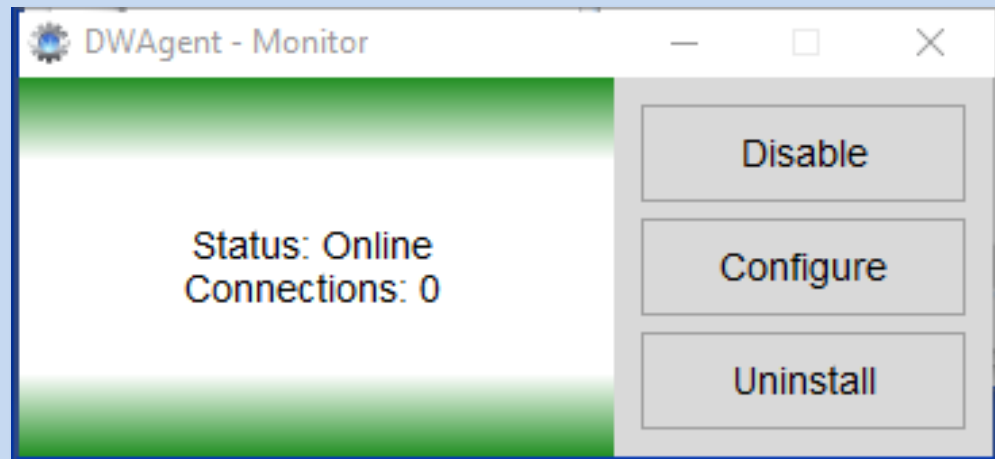 DWAgent - Monitor
Status: Online
Connections: 0
Disable
Configure
Uninstall